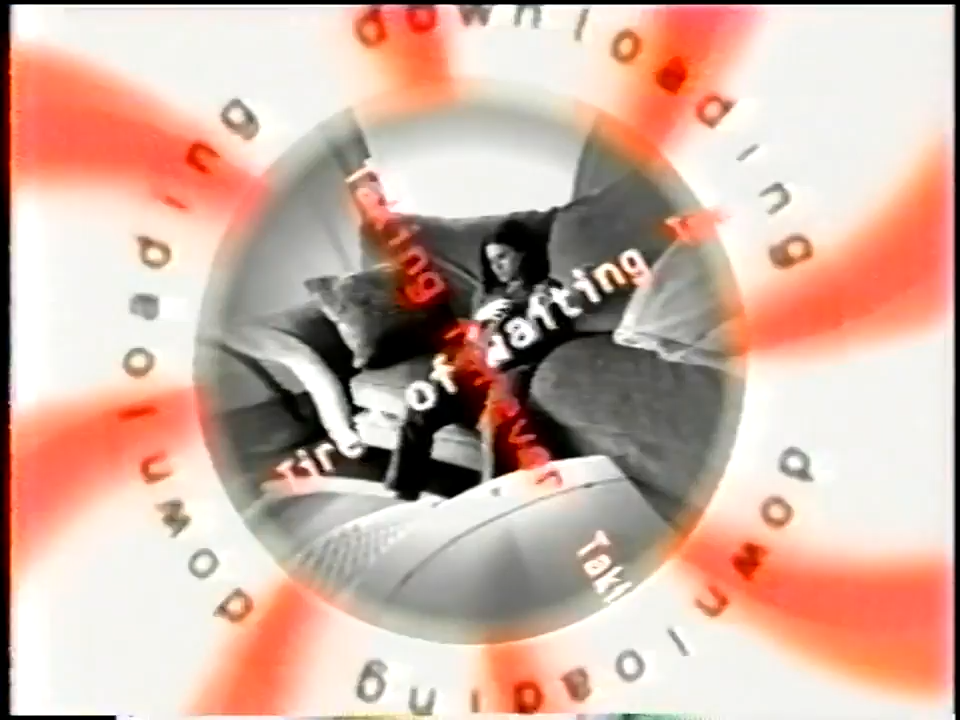 downloading
downloading
downloading
Tired of waiting
Taking forever
Taki